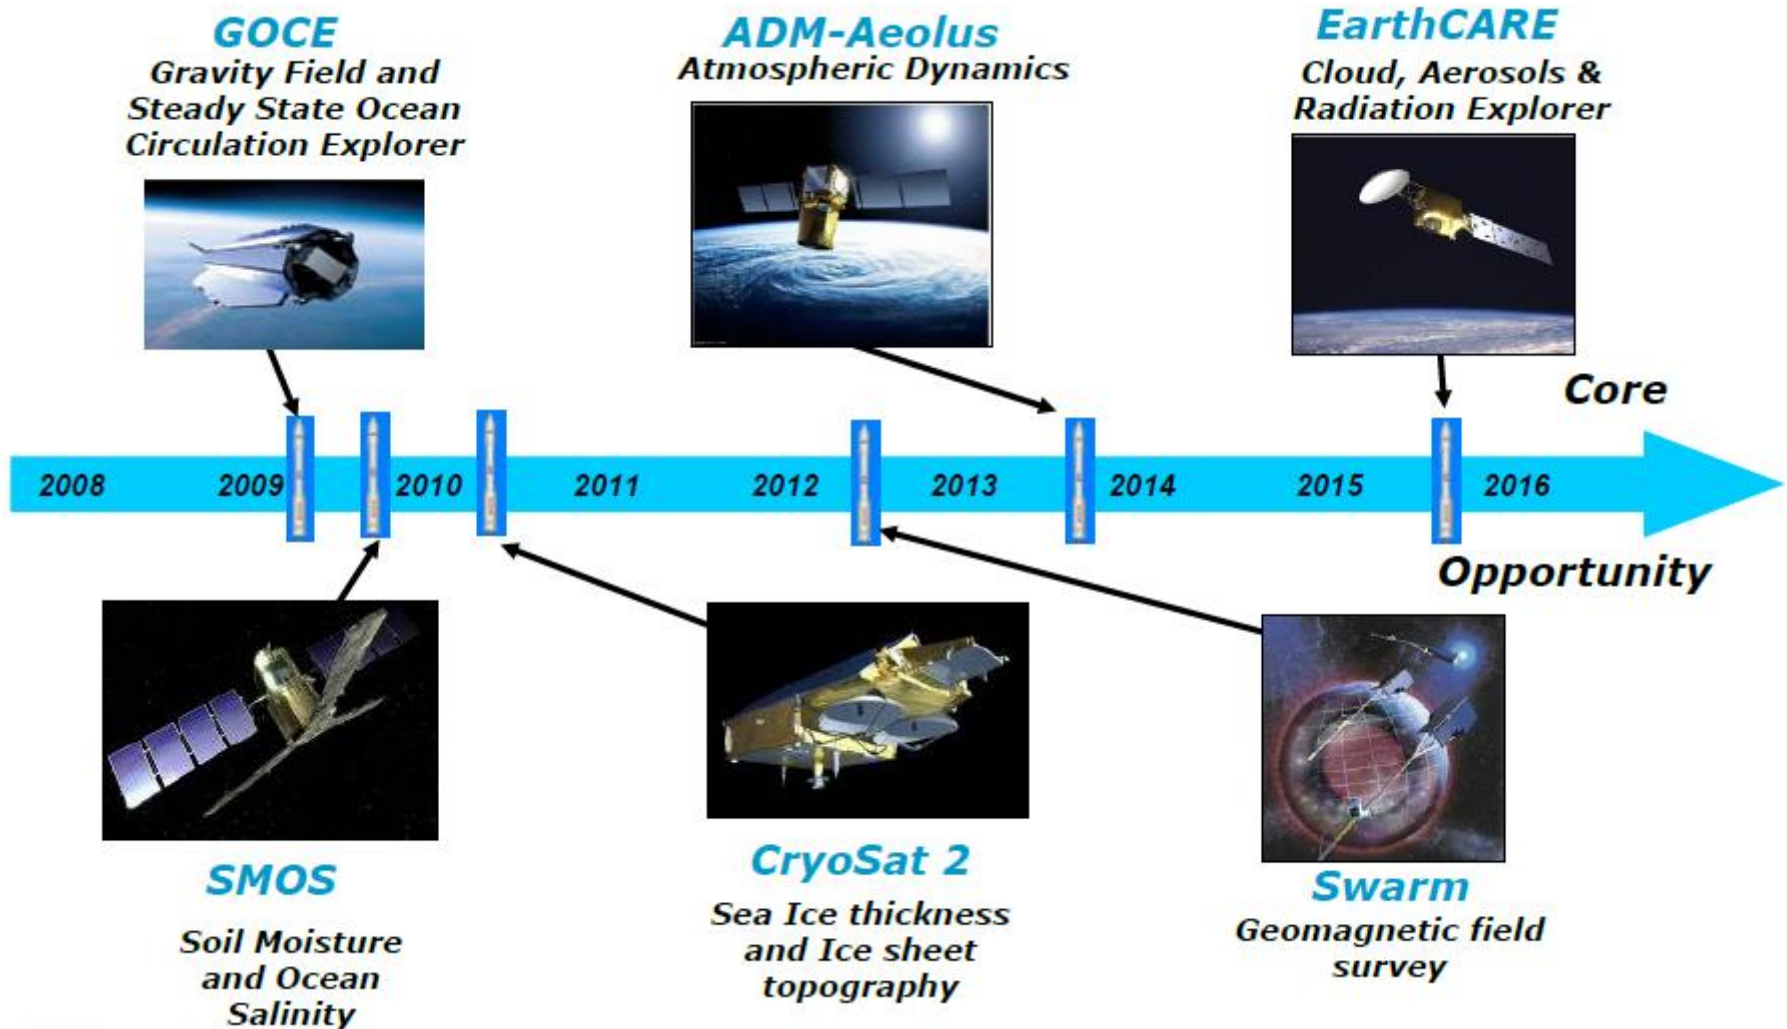 GOCE
Gravity Field and
Steady State Ocean
Circulation Explorer
ADM-Aeolus
Atmospheric Dynamics
EarthCARE
Cloud, Aerosols &
Radiation Explorer
Core
2008 2009 2010 2011 2012 2013 2014 2015 2016
Opportunity
SMOS
Soil Moisture
and Ocean
Salinity
CryoSat 2
Sea Ice thickness
and Ice sheet
topography
Swarm
Geomagnetic field
survey